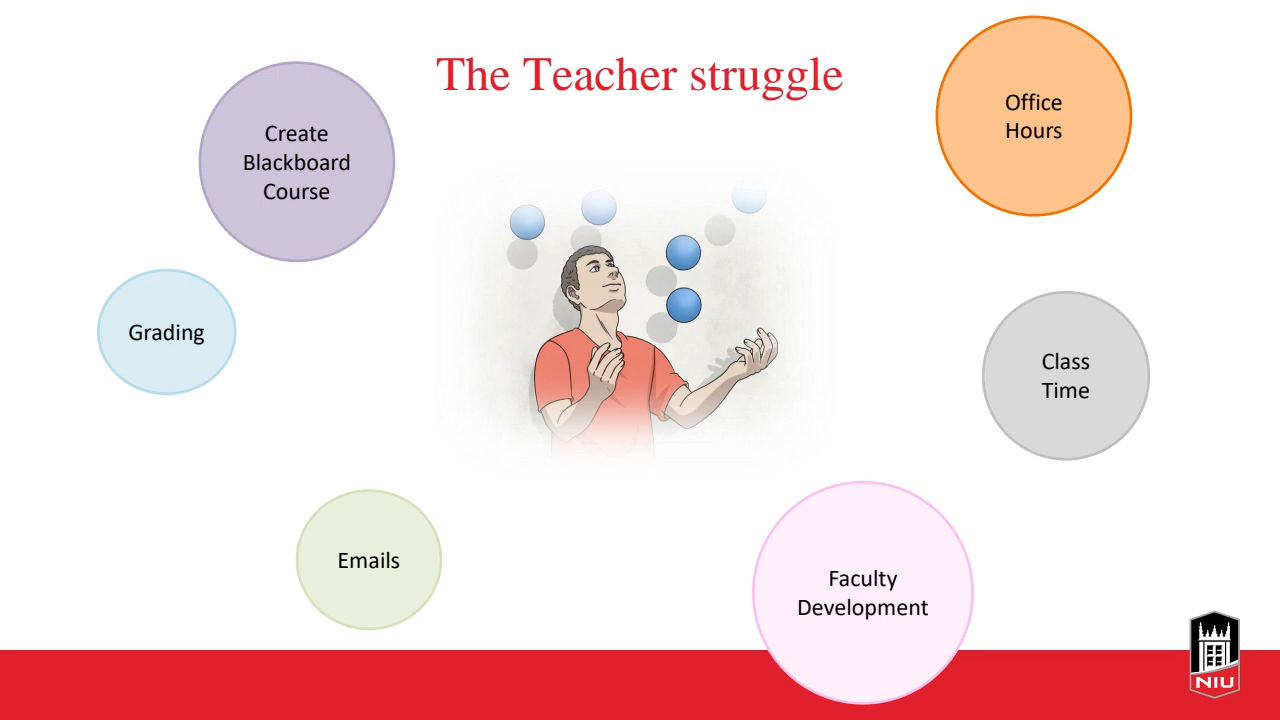 The Teacher struggle
Create
Blackboard
Course
Office
Hours
Grading
Class
Time
Emails
Faculty
Development
NIU